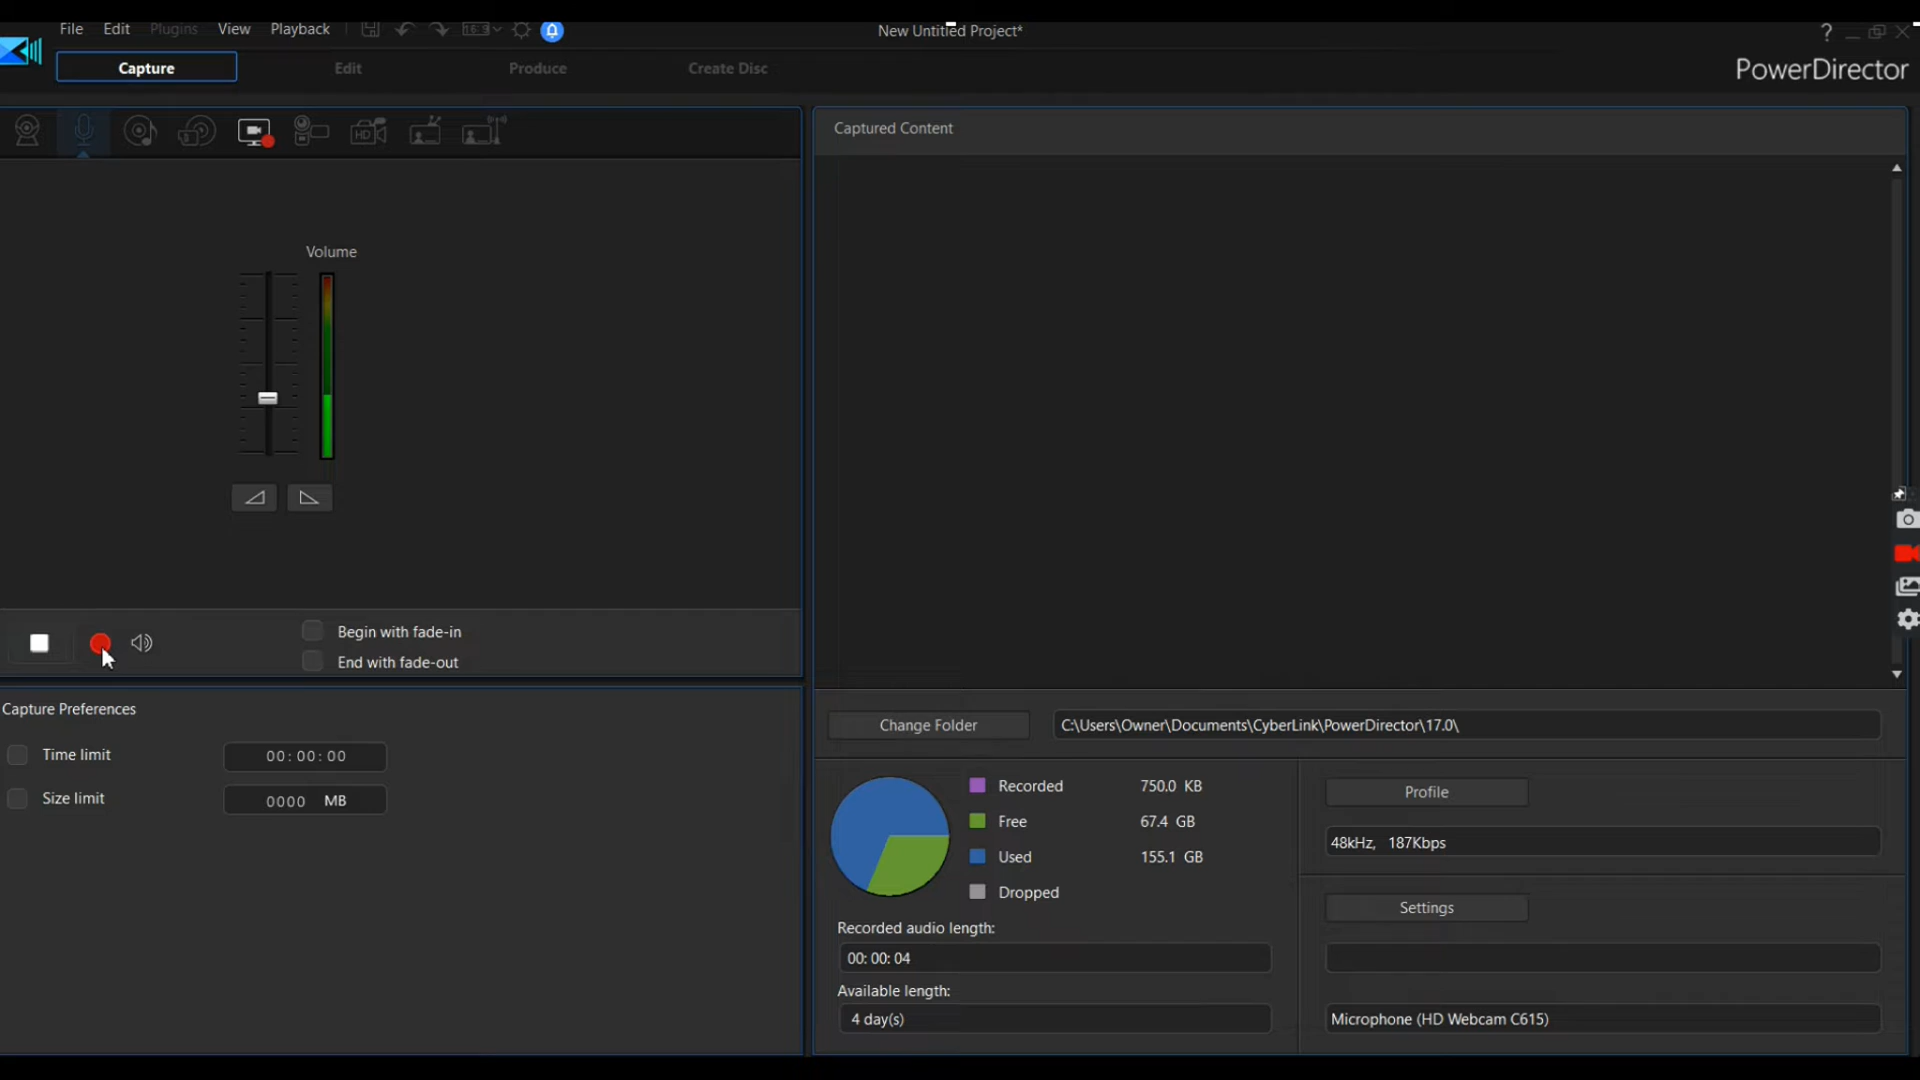 File Edit Plugins View Playback 16:9 New Untitled Project* ?
Capture Edit Produce Create Disc PowerDirector
HD
Captured Content
Volume
Begin with fade-in
End with fade-out
Capture Preferences
Time limit 00:00:00
Size limit 0000 MB
Change Folder C:\Users\Owner\Documents\CyberLink\PowerDirector\17.0\
Recorded 750.0 KB
Free 67.4 GB
Used 155.1 GB
Dropped
Recorded audio length:
00: 00: 04
Available length:
4 day(s)
Profile
48kHz, 187Kbps
Settings
Microphone (HD Webcam C615)